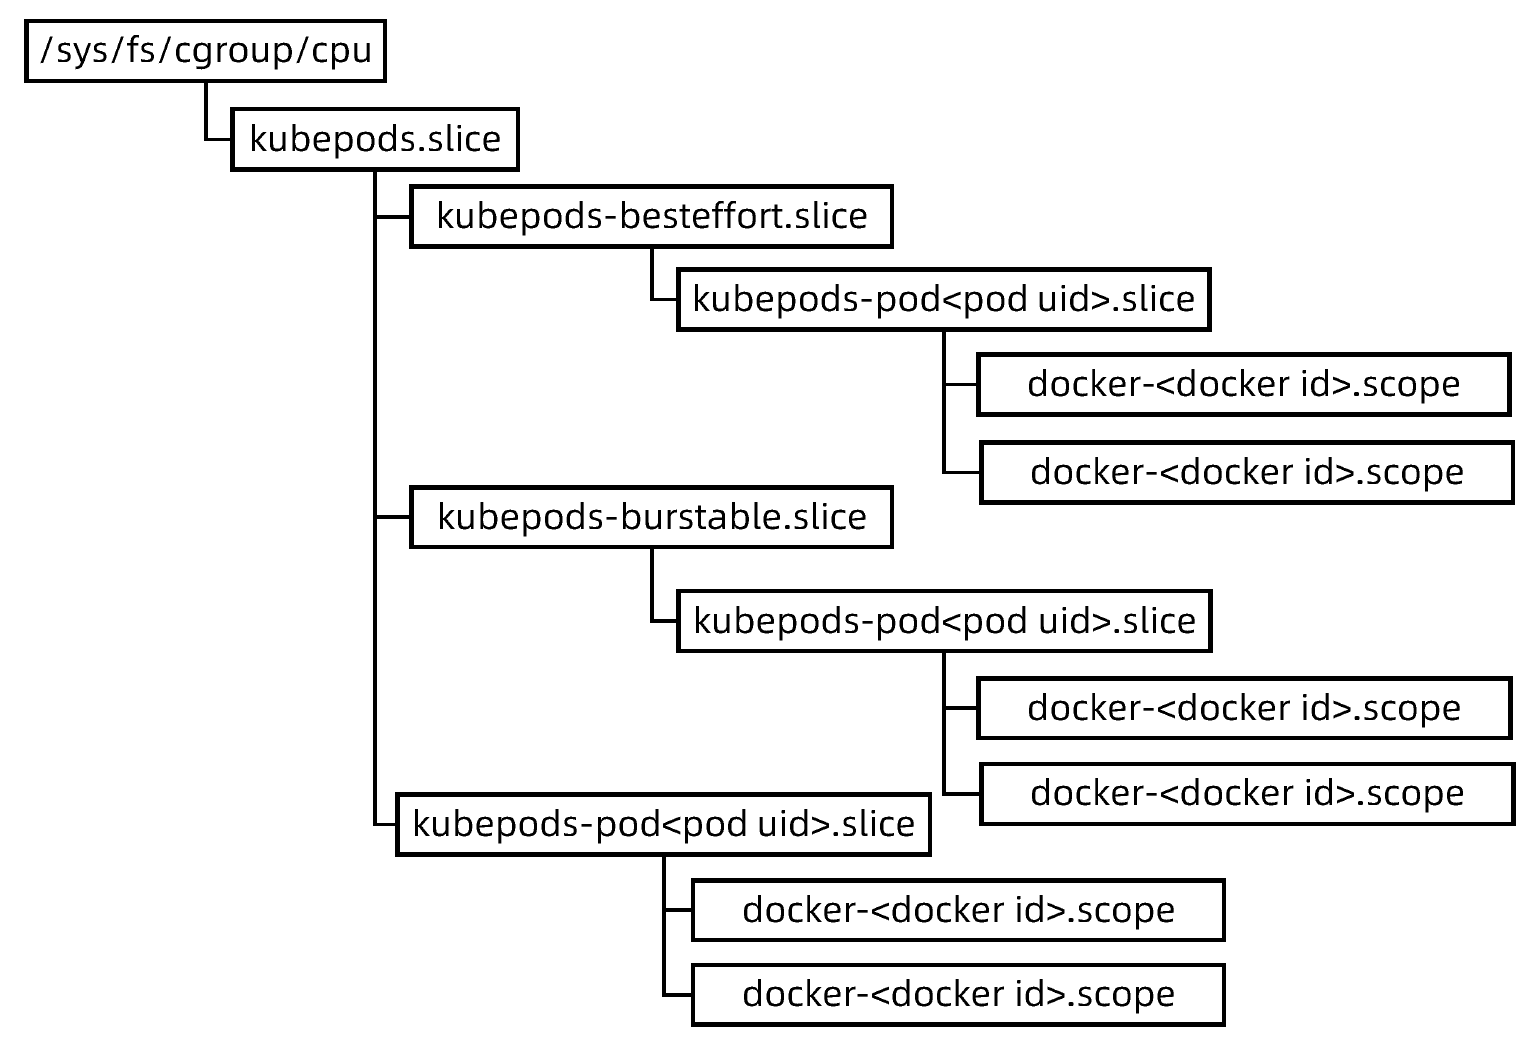 /sys/fs/cgroup/cpu
kubepods.slice
kubepods-besteffort.slice
kubepods-pod<pod uid>.slice
docker-<docker id>.scope
docker-<docker id>.scope
kubepods-burstable.slice
kubepods-pod<pod uid>.slice
docker-<docker id>.scope
docker-<docker id>.scope
kubepods-pod<pod uid>.slice
docker-<docker id>.scope
docker-<docker id>.scope